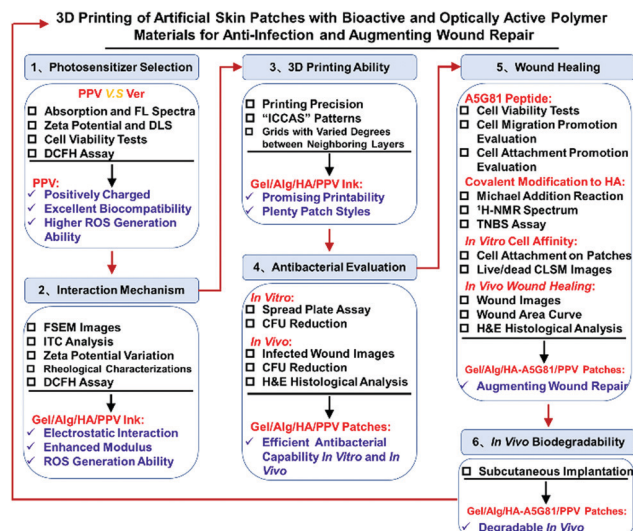 3D Printing of Artificial Skin Patches with Bioactive and Optically Active Polymer
Materials for Anti-Infection and Augmenting Wound Repair
1、Photosensitizer Selection
PPV V.S Ver
Absorption and FL Spectra
Zeta Potential and DLS
Cell Viability Tests
DCFH Assay
PPV:
✓ Positively Charged
✓ Excellent Biocompatibility
✓ Higher ROS Generation
Ability
2、Interaction Mechanism
FSEM Images
ITC Analysis
Zeta Potential Variation
Rheological Characterizations
DCFH Assay
Gel/Alg/HA/PPV Ink:
✓ Electrostatic Interaction
✓ Enhanced Modulus
✓ ROS Generation Ability
3、3D Printing Ability
Printing Precision
“ICCAS” Patterns
Grids with Varied Degrees
between Neighboring Layers
Gel/Alg/HA/PPV Ink:
✓ Promising Printability
✓ Plenty Patch Styles
4、Antibacterial Evaluation
In Vitro:
Spread Plate Assay
CFU Reduction
In Vivo:
Infected Wound Images
CFU Reduction
H&E Histological Analysis
Gel/Alg/HA/PPV Patches:
✓ Efficient Antibacterial
Capability In Vitro and In
Vivo
5、Wound Healing
A5G81 Peptide:
Cell Viability Tests
Cell Migration Promotion
Evaluation
Cell Attachment Promotion
Evaluation
Covalent Modification to HA:
Michael Addition Reaction
¹H-NMR Spectrum
TNBS Assay
In Vitro Cell Affinity:
Cell Attachment on Patches
Live/dead CLSM Images
In Vivo Wound Healing:
Wound Images
Wound Area Curve
H&E Histological Analysis
Gel/Alg/HA-A5G81/PPV Patches:
✓ Augmenting Wound Repair
6、In Vivo Biodegradability
Subcutaneous Implantation
Gel/Alg/HA-A5G81/PPV Patches:
✓ Degradable In Vivo